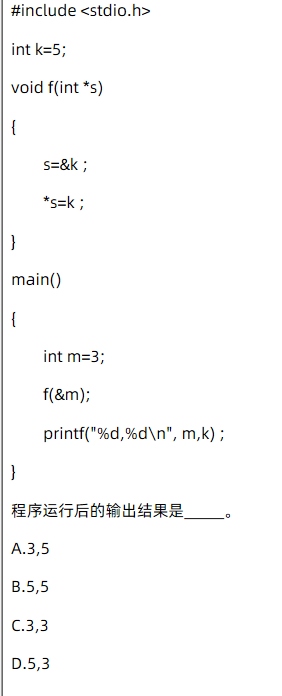 #include <stdio.h>
int k=5;
void f(int *s)
{
s=&k ;
*s=k ;
}
main()
{
int m=3;
f(&m);
printf("%d,%d\n", m,k) ;
}
程序运行后的输出结果是_____。
A.3,5
B.5,5
C.3,3
D.5,3